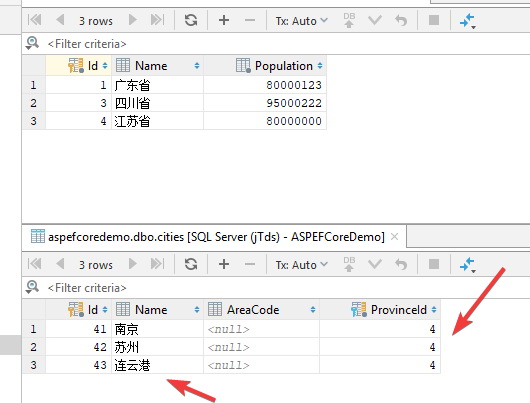 3 rows Tx: Auto DB
<Filter criteria>
Id Name Population
1 1 广东省 80000123
2 3 四川省 95000222
3 4 江苏省 80000000
aspefcoredemo.dbo.cities [SQL Server (jTds) - ASPEFCoreDemo]
3 rows Tx: Auto DB
<Filter criteria>
Id Name AreaCode ProvinceId
1 41 南京 <null> 4
2 42 苏州 <null> 4
3 43 连云港 <null> 4